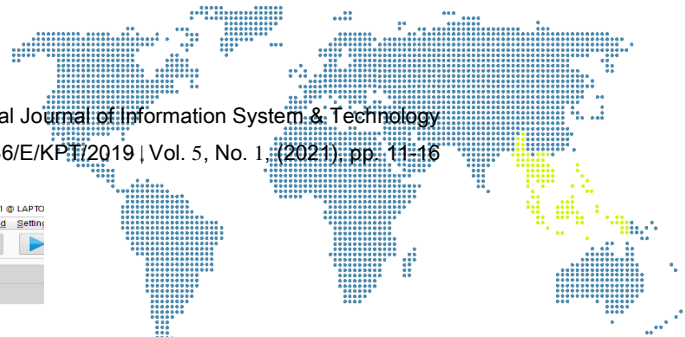 al Journal of Information System & Technology
6/E/KPT/2019 | Vol. 5, No. 1, (2021), pp. 11-16
1 @ LAPTO
d Setting